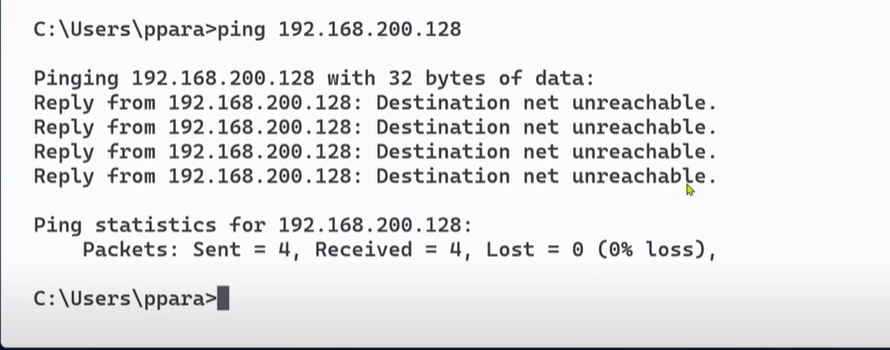 C:\Users\ppara>ping 192.168.200.128
Pinging 192.168.200.128 with 32 bytes of data:
Reply from 192.168.200.128: Destination net unreachable.
Reply from 192.168.200.128: Destination net unreachable.
Reply from 192.168.200.128: Destination net unreachable.
Reply from 192.168.200.128: Destination net unreachable.
Ping statistics for 192.168.200.128:
    Packets: Sent = 4, Received = 4, Lost = 0 (0% loss),
C:\Users\ppara>